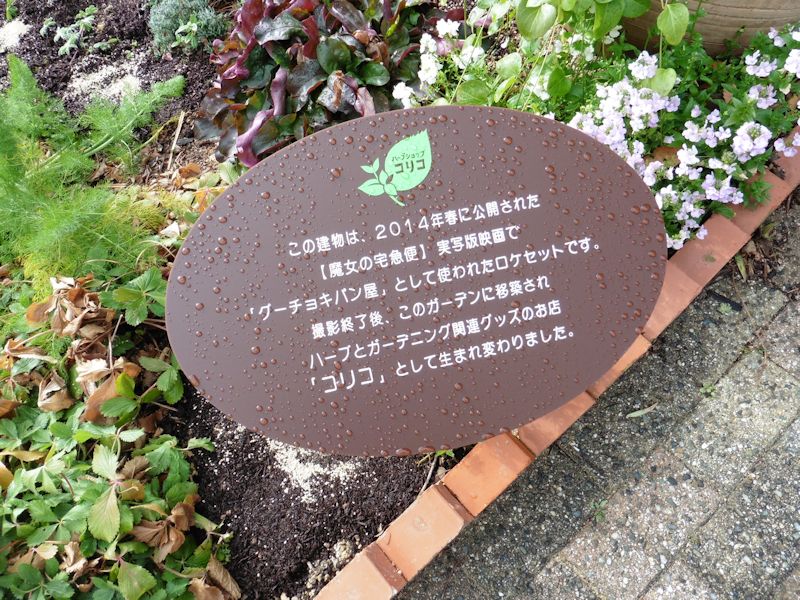 ハーブショップ
コリコ
この建物は、2014年春に公開された
【魔女の宅急便】実写版映画で
「グーチョキパン屋」として使われたロケセットです。
撮影終了後、このガーデンに移築され
ハーブとガーデニング関連グッズのお店
「コリコ」として生まれ変わりました。